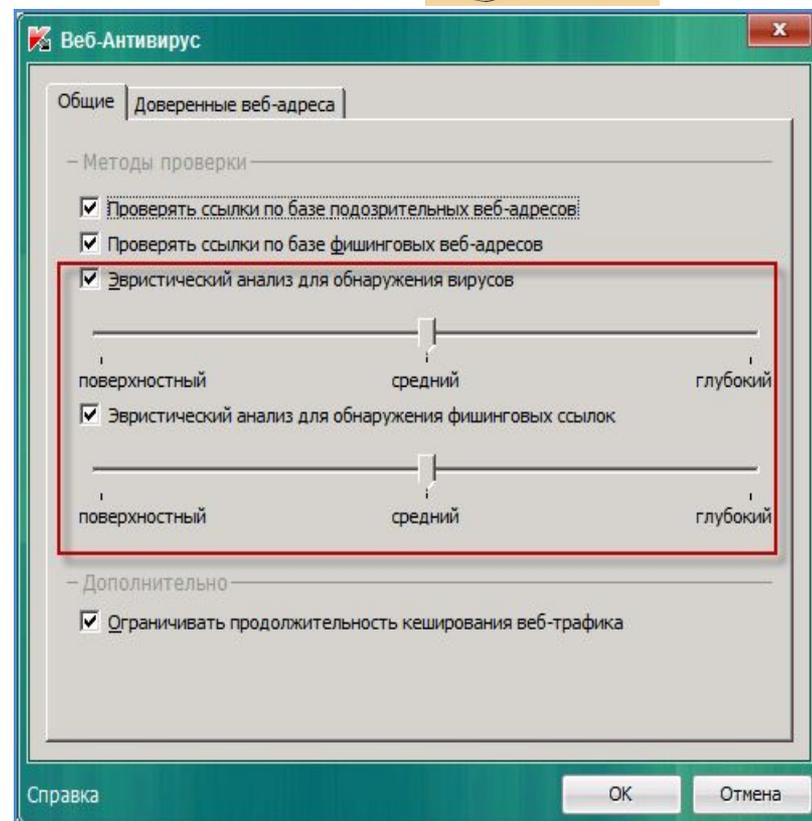 Веб-Антивирус
x
Общие Доверенные веб-адреса
Методы проверки
Проверять ссылки по базе подозрительных веб-адресов
Проверять ссылки по базе фишинговых веб-адресов
Эвристический анализ для обнаружения вирусов
поверхностный средний глубокий
Эвристический анализ для обнаружения фишинговых ссылок
поверхностный средний глубокий
Дополнительно
Ограничивать продолжительность кеширования веб-трафика
Справка ОК Отмена